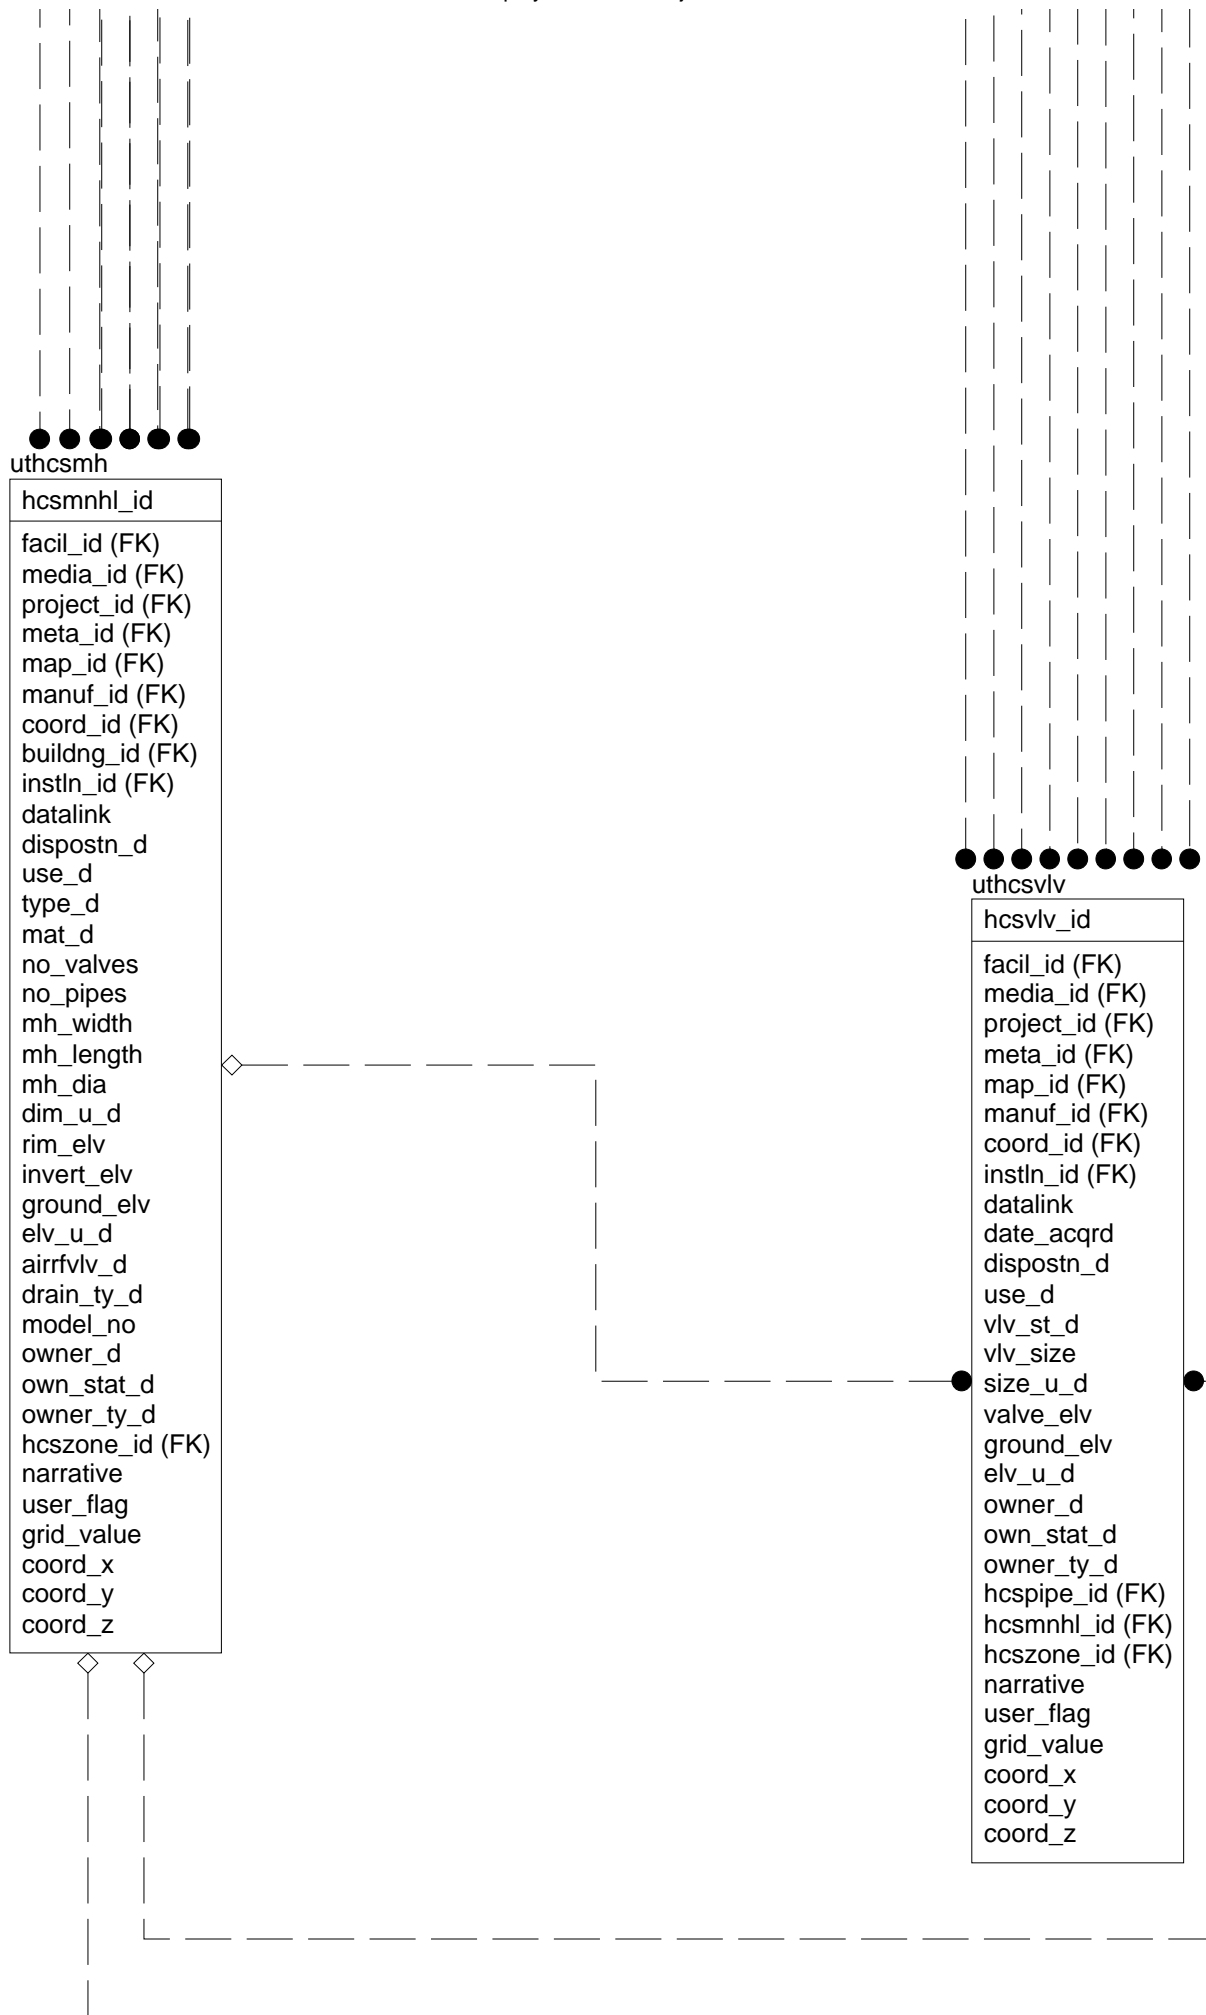 uthcsmh
hcsmnhl_id
facil_id (FK)
media_id (FK)
project_id (FK)
meta_id (FK)
map_id (FK)
manuf_id (FK)
coord_id (FK)
buildng_id (FK)
instln_id (FK)
datalink
dispostn_d
use_d
type_d
mat_d
no_valves
no_pipes
mh_width
mh_length
mh_dia
dim_u_d
rim_elv
invert_elv
ground_elv
elv_u_d
airrfvlv_d
drain_ty_d
model_no
owner_d
own_stat_d
owner_ty_d
hcszone_id (FK)
narrative
user_flag
grid_value
coord_x
coord_y
coord_z
uthcsvlv
hcsvlv_id
facil_id (FK)
media_id (FK)
project_id (FK)
meta_id (FK)
map_id (FK)
manuf_id (FK)
coord_id (FK)
instln_id (FK)
datalink
date_acqrd
dispostn_d
use_d
vlv_st_d
vlv_size
size_u_d
valve_elv
ground_elv
elv_u_d
owner_d
own_stat_d
owner_ty_d
hcspipe_id (FK)
hcsmnhl_id (FK)
hcszone_id (FK)
narrative
user_flag
grid_value
coord_x
coord_y
coord_z